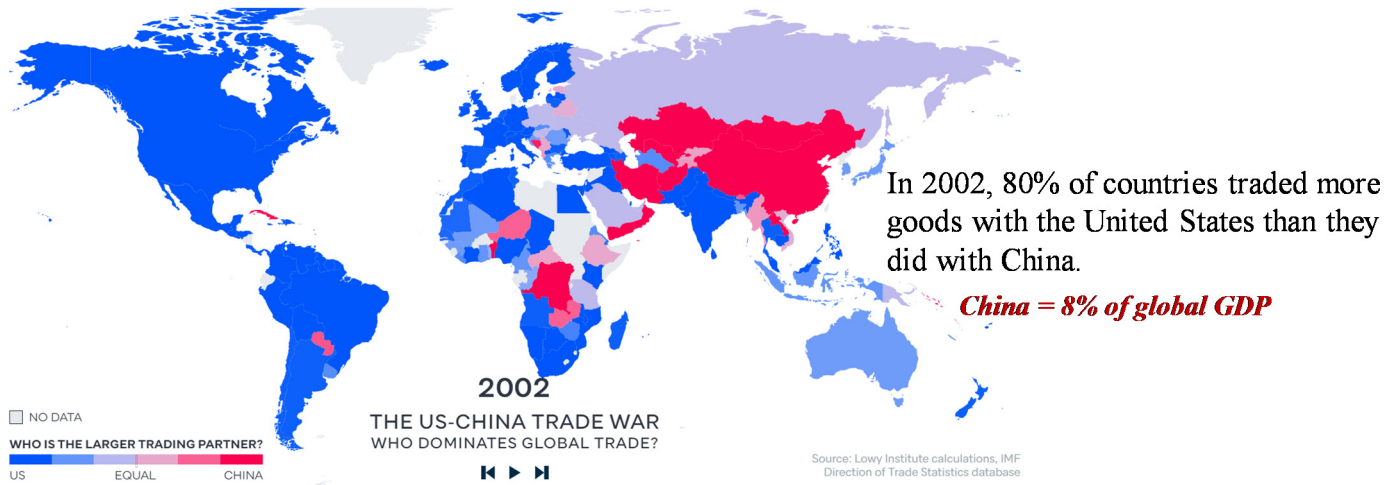 In 2002, 80% of countries traded more
goods with the United States than they
did with China.
China = 8% of global GDP
2002
THE US-CHINA TRADE WAR
WHO DOMINATES GLOBAL TRADE?
NO DATA
WHO IS THE LARGER TRADING PARTNER?
US EQUAL CHINA
Source: Lowy Institute calculations, IMF
Direction of Trade Statistics database